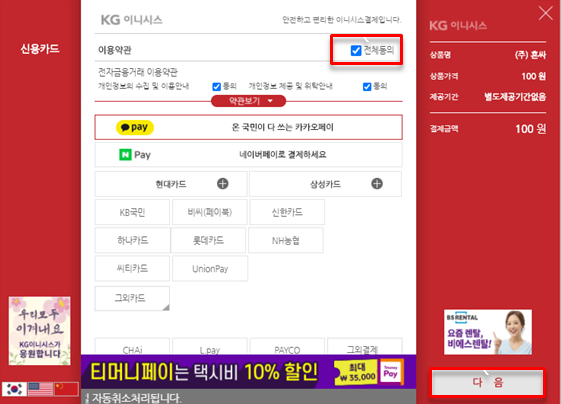 신용카드
KG 이니시스
안전하고 편리한 이니시스결제입니다.
이용약관
전체동의
전자금융거래 이용약관
개인정보의 수집 및 이용안내
동의
개인정보 제공 및 위탁안내
동의
약관보기
pay
온 국민이 다 쓰는 카카오페이
N Pay
네이버페이로 결제하세요
현대카드
삼성카드
KB국민
비씨(페이북)
신한카드
하나카드
롯데카드
NH농협
씨티카드
UnionPay
그외카드
CHAI
L.pay
PAYCO
그외결제
티머니페이는 택시비 10% 할인
최대
₩35,000
Pay
자동취소처리됩니다.
우리모두
이겨내요
KG이니시스가
응원합니다!
KG 이니시스
상품명
(주) 혼싸
상품가격
100 원
제공기간
별도제공기간없음
결제금액
100 원
BS RENTAL
요즘 렌탈,
비에스렌탈!
다 음